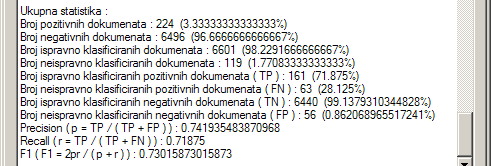 Ukupna statistika :
Broj pozitivnih dokumenata : 224  (3.33333333333333%)
Broj negativnih dokumenata : 6496  (96.6666666666667%)
Broj ispravno klasificiranih dokumenata : 6601  (98.2291666666667%)
Broj neispravno klasificiranih dokumenata : 119  (1.77083333333333%)
Broj ispravno klasificiranih pozitivnih dokumenata ( TP ) : 161  (71.875%)
Broj neispravno klasificiranih pozitivnih dokumenata ( FN ) : 63  (28.125%)
Broj ispravno klasificiranih negativnih dokumenata ( TN ) : 6440  (99.1379310344828%)
Broj neispravno klasificiranih negativnih dokumenata ( FP ) : 56  (0.862068965517241%)
Precision ( p = TP / ( TP + FP ) ) : 0.741935483870968
Recall ( r = TP / ( TP + FN ) ) : 0.71875
F1 ( F1 = 2pr / ( p + r ) ) : 0.73015873015873